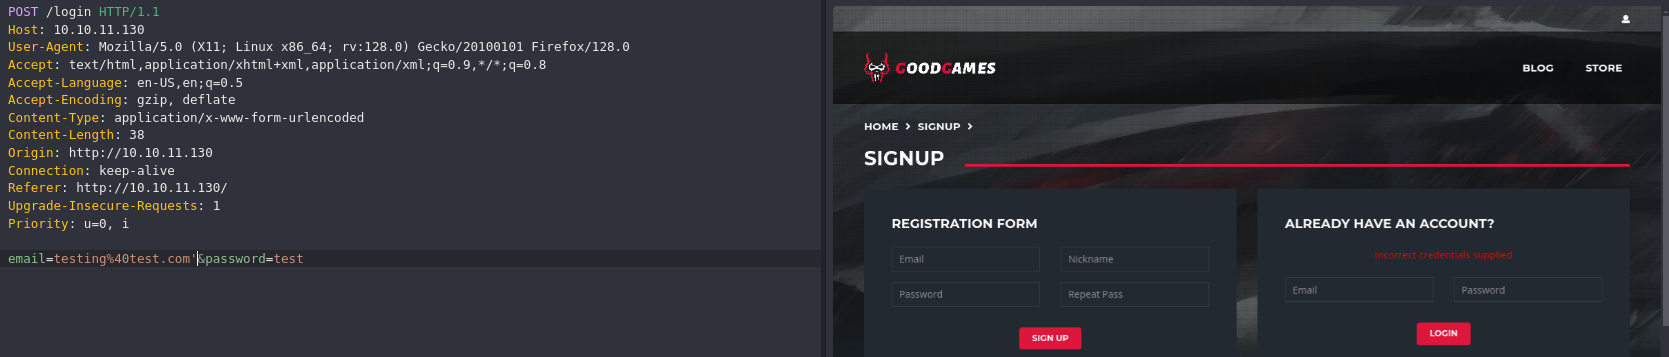 POST /login HTTP/1.1
Host: 10.10.11.130
User-Agent: Mozilla/5.0 (X11; Linux x86_64; rv:128.0) Gecko/20100101 Firefox/128.0
Accept: text/html,application/xhtml+xml,application/xml;q=0.9,*/*;q=0.8
Accept-Language: en-US,en;q=0.5
Accept-Encoding: gzip, deflate
Content-Type: application/x-www-form-urlencoded
Content-Length: 38
Origin: http://10.10.11.130
Connection: keep-alive
Referer: http://10.10.11.130/
Upgrade-Insecure-Requests: 1
Priority: u=0, i
email=testing%40test.com'&password=test
GOODGAMES
BLOG STORE
HOME > SIGNUP >
SIGNUP
REGISTRATION FORM
Email Nickname
Password Repeat Pass
SIGN UP
ALREADY HAVE AN ACCOUNT?
Incorrect credentials supplied
Email Password
LOGIN